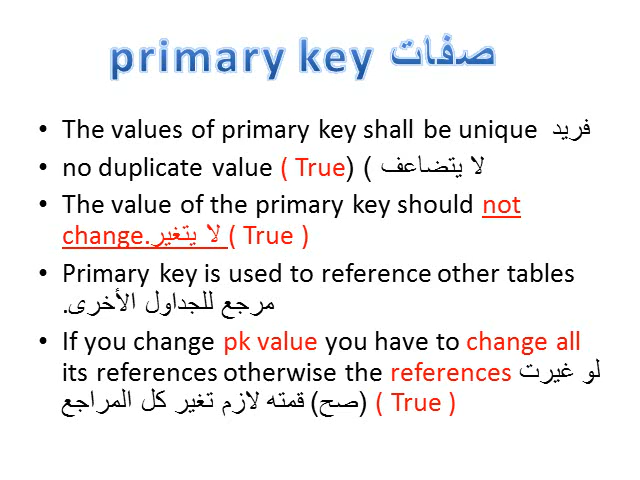 صفات primary key
• The values of primary key shall be unique فريد
• no duplicate value ( True) ( لا يتضاعف
• The value of the primary key should not
change.لا يتغير ( True )
• Primary key is used to reference other tables
مرجع للجداول الأخرى.
• If you change pk value you have to change all
its references otherwise the references لو غيرت
قمته لازم تغير كل المراجع (صح) ( True )